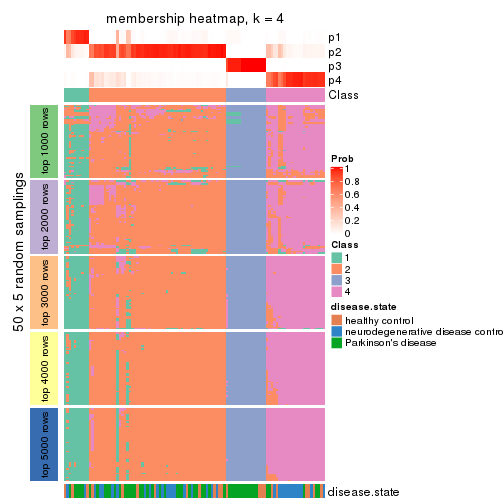 membership heatmap, k = 4
p1
p2
p3
p4
Class
50 x 5 random samplings
top 1000 rows
top 2000 rows
top 3000 rows
top 4000 rows
top 5000 rows
Prob
1
0.8
0.6
0.4
0.2
0
Class
1
2
3
4
disease.state
healthy control
neurodegenerative disease contro
Parkinson's disease
disease.state